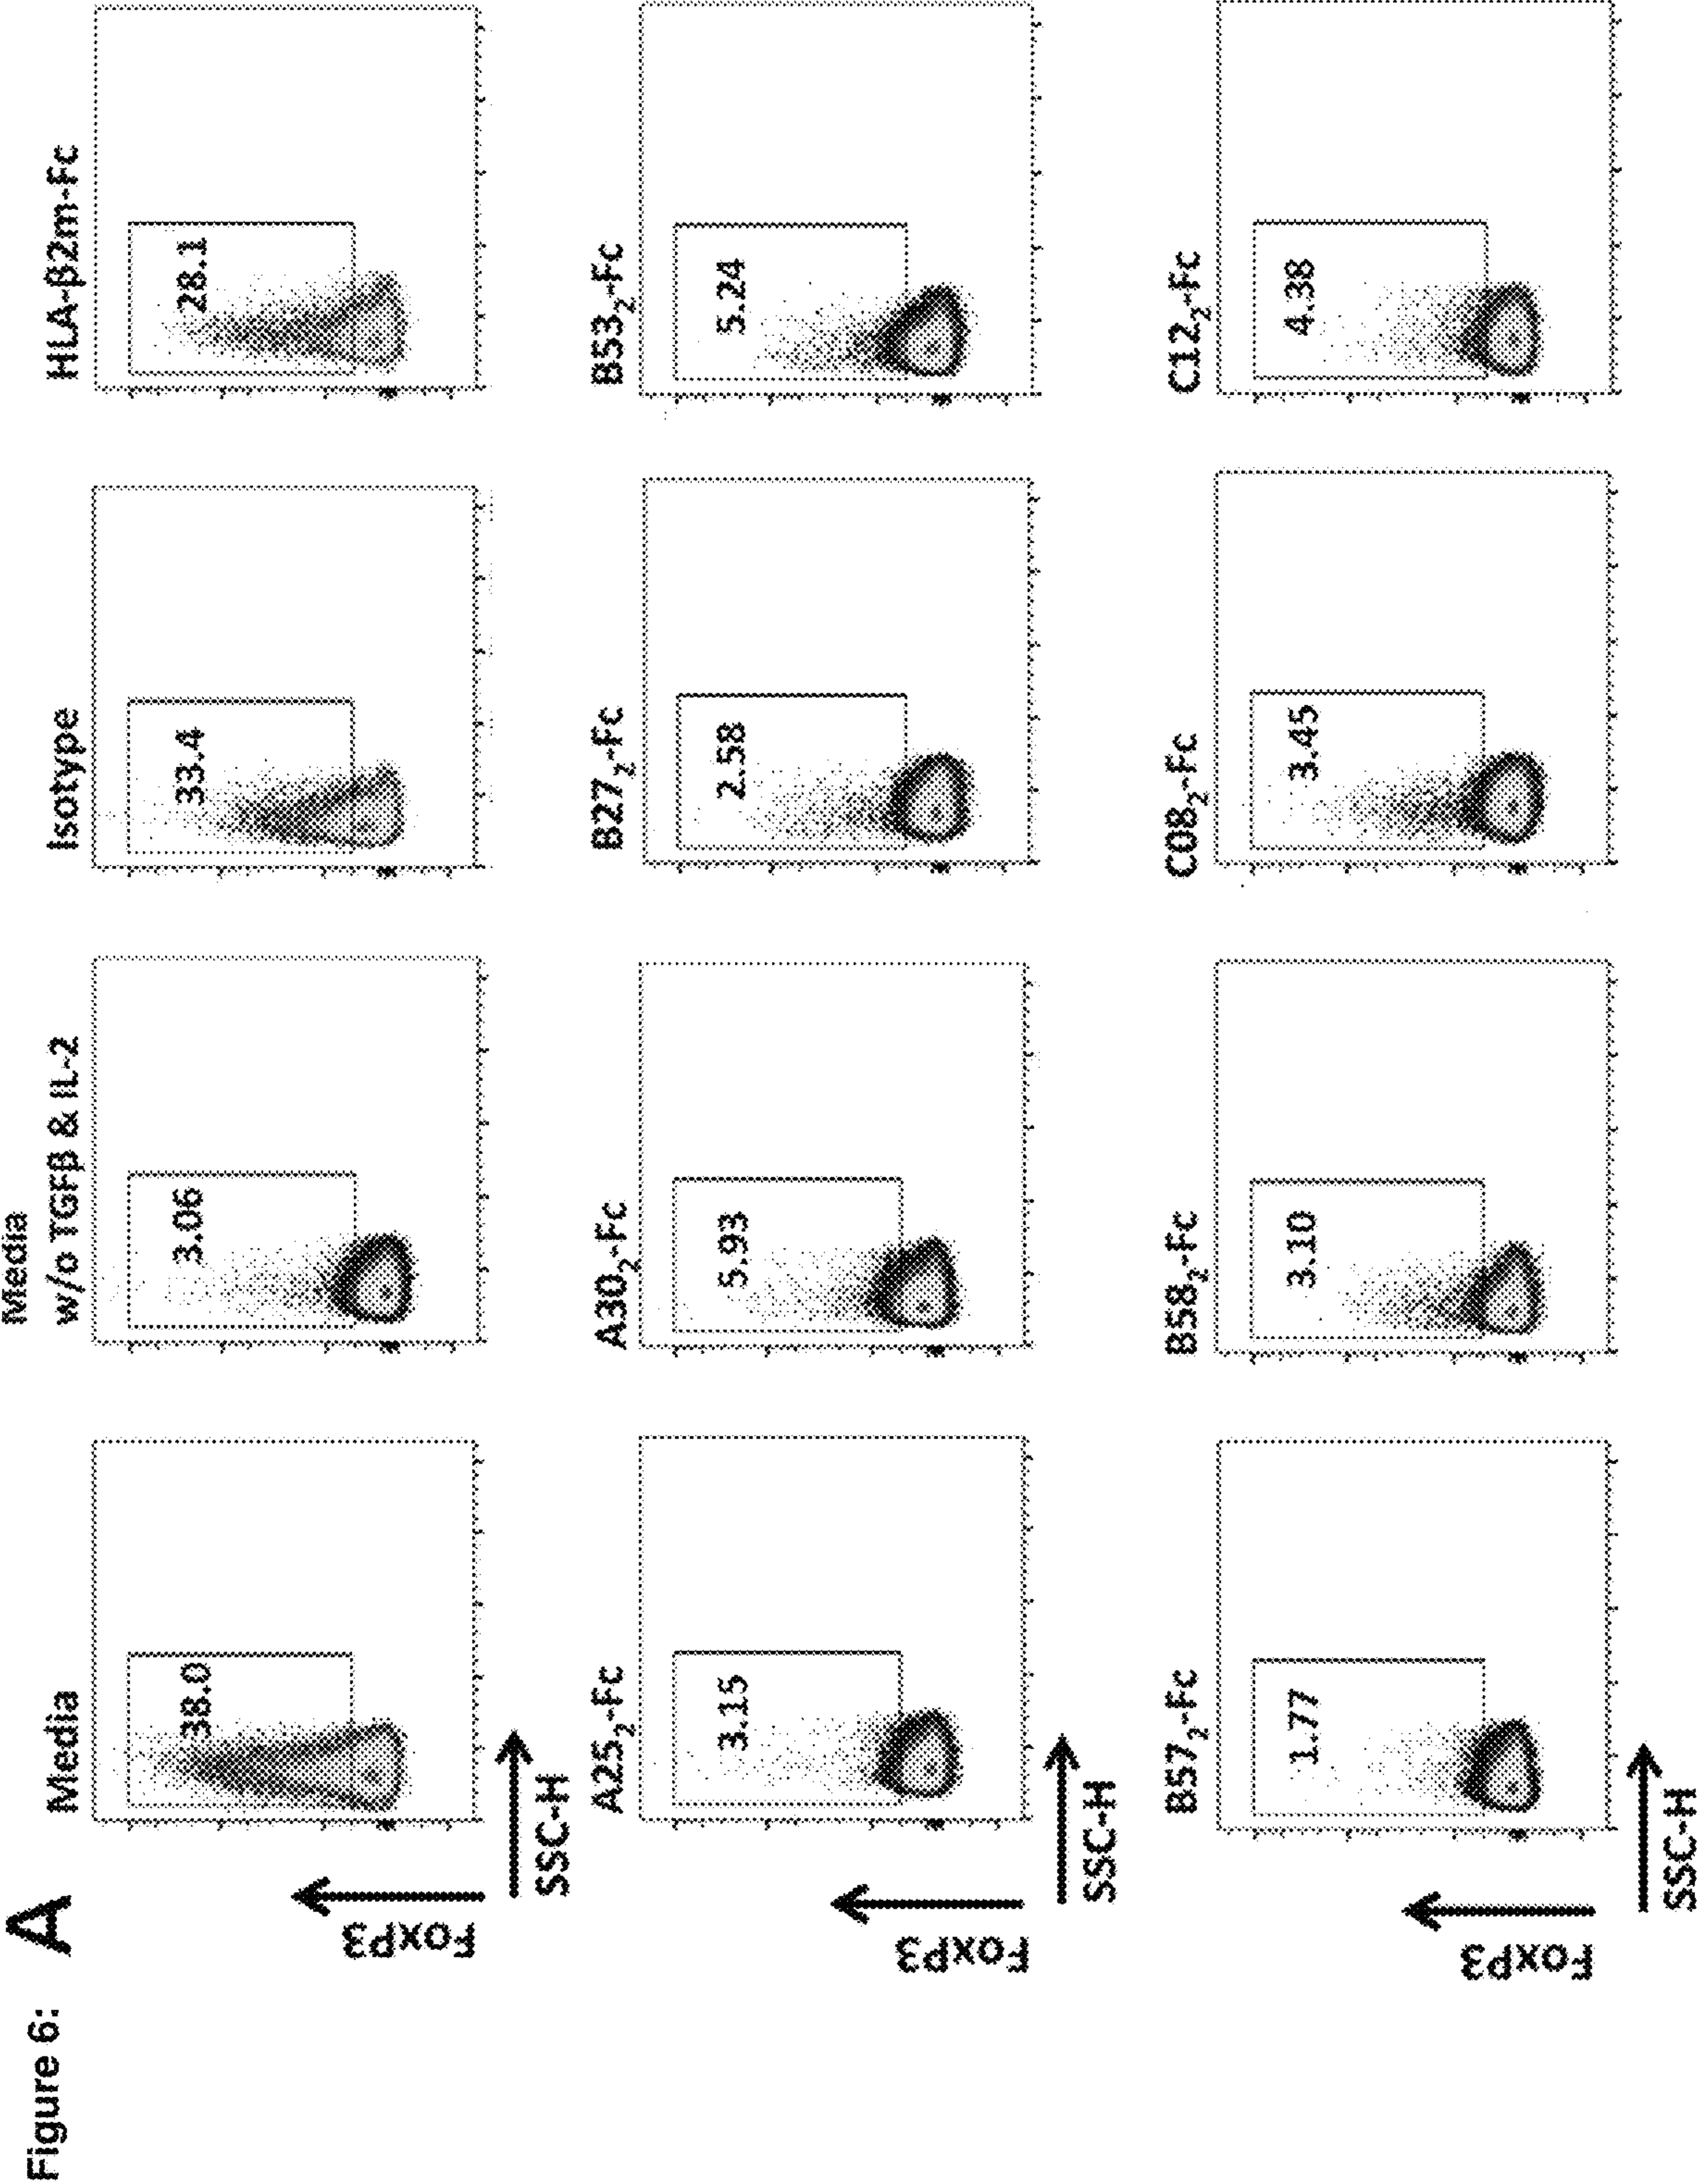 Figure 6:
A
Media
Media
w/o TGFβ & IL-2
Isotype
HLA-β2m-Fc
38.0
3.06
33.4
28.1
FoxP3
SSC-H
A25₂-Fc
A30₂-Fc
B27₂-Fc
B53₂-Fc
3.15
5.93
2.58
5.24
FoxP3
SSC-H
B57₂-Fc
B58₂-Fc
C08₂-Fc
C12₂-Fc
1.77
3.10
3.45
4.38
FoxP3
SSC-H